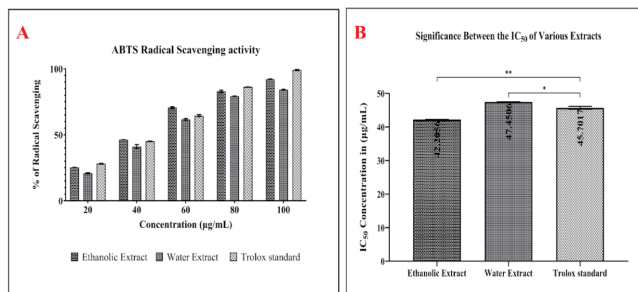 A
ABTS Radical Scavenging activity
% of Radical Scavenging
100
50
0
20
40
60
80
100
Concentration (µg/mL)
Ethanolic Extract
Water Extract
Trolox standard
B
Significance Between the IC50 of Various Extracts
**
*
IC50 Concentration in (µg/mL)
50
40
30
20
10
0
47.4506
45.7017
Ethanolic Extract
Water Extract
Trolox standard